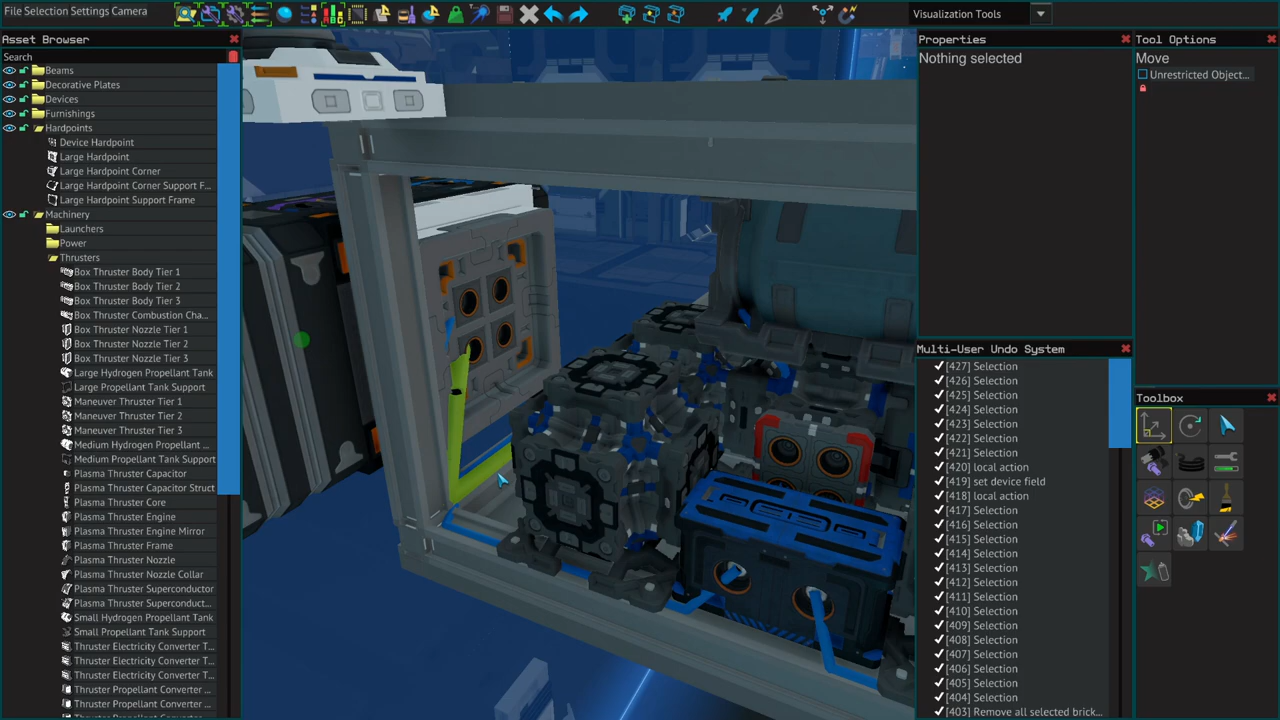 File Selection Settings Camera
Visualization Tools
Asset Browser
Search
Beams
Decorative Plates
Devices
Furnishings
Hardpoints
Device Hardpoint
Large Hardpoint
Large Hardpoint Corner
Large Hardpoint Corner Support F...
Large Hardpoint Support Frame
Machinery
Launchers
Power
Thrusters
Box Thruster Body Tier 1
Box Thruster Body Tier 2
Box Thruster Body Tier 3
Box Thruster Combustion Cha...
Box Thruster Nozzle Tier 1
Box Thruster Nozzle Tier 2
Box Thruster Nozzle Tier 3
Large Hydrogen Propellant Tank
Large Propellant Tank Support
Maneuver Thruster Tier 1
Maneuver Thruster Tier 2
Maneuver Thruster Tier 3
Medium Hydrogen Propellant ...
Medium Propellant Tank Support
Plasma Thruster Capacitor
Plasma Thruster Capacitor Struct
Plasma Thruster Core
Plasma Thruster Engine
Plasma Thruster Engine Mirror
Plasma Thruster Frame
Plasma Thruster Nozzle
Plasma Thruster Nozzle Collar
Plasma Thruster Superconductor
Plasma Thruster Superconduct...
Small Hydrogen Propellant Tank
Small Propellant Tank Support
Thruster Electricity Converter T...
Thruster Electricity Converter T...
Thruster Electricity Converter T...
Thruster Propellant Converter ...
Thruster Propellant Converter ...
Properties
Nothing selected
Multi-User Undo System
[427] Selection
[426] Selection
[425] Selection
[424] Selection
[423] Selection
[422] Selection
[421] Selection
[420] local action
[419] set device field
[418] local action
[417] Selection
[416] Selection
[415] Selection
[414] Selection
[413] Selection
[412] Selection
[411] Selection
[410] Selection
[409] Selection
[408] Selection
[407] Selection
[406] Selection
[405] Selection
[404] Selection
[403] Remove all selected brick...
Tool Options
Move
Unrestricted Object...
Toolbox